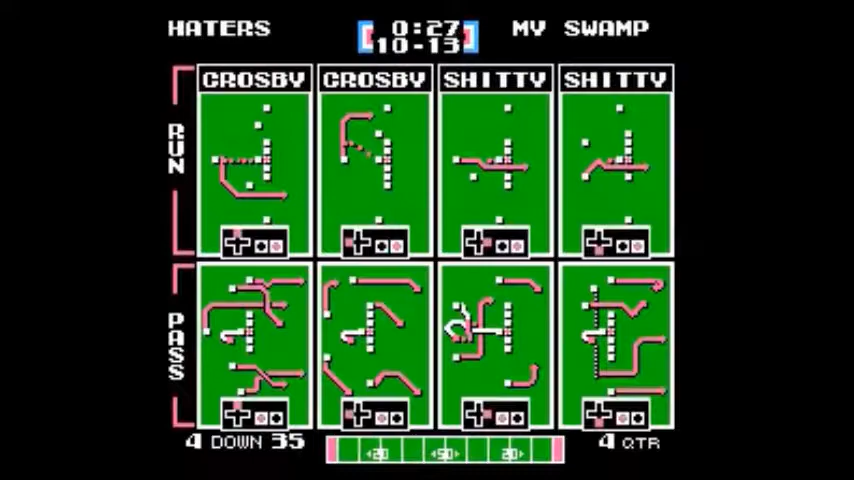 HATERS 0:27 MY SWAMP
10-13
CROSBY CROSBY SHITTY SHITTY
RUN
PASS
4 DOWN 35 4 QTR
20 50 20